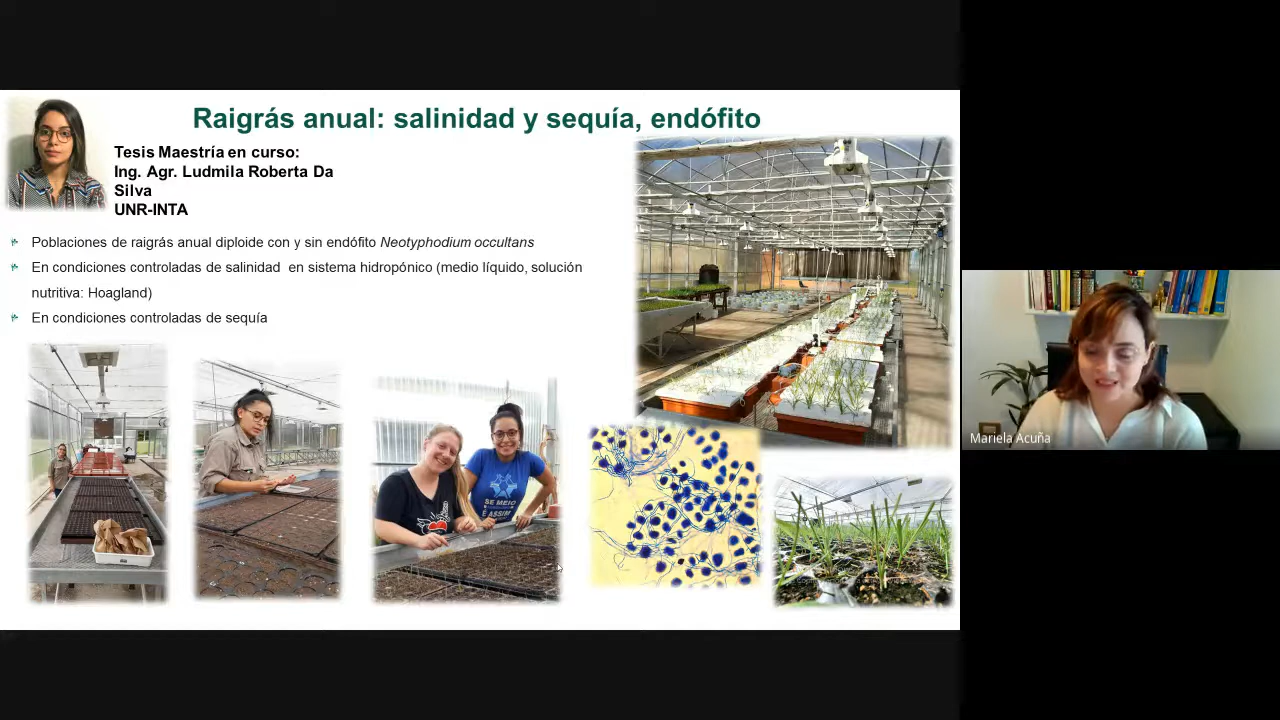 Raigrás anual: salinidad y sequía, endófito
Tesis Maestría en curso:
Ing. Agr. Ludmila Roberta Da
Silva
UNR-INTA
Poblaciones de raigrás anual diploide con y sin endófito Neotyphodium occultans
En condiciones controladas de salinidad en sistema hidropónico (medio líquido, solución
nutritiva: Hoagland)
En condiciones controladas de sequía
SE MEIO
E ASSIM
Mariela Acuña